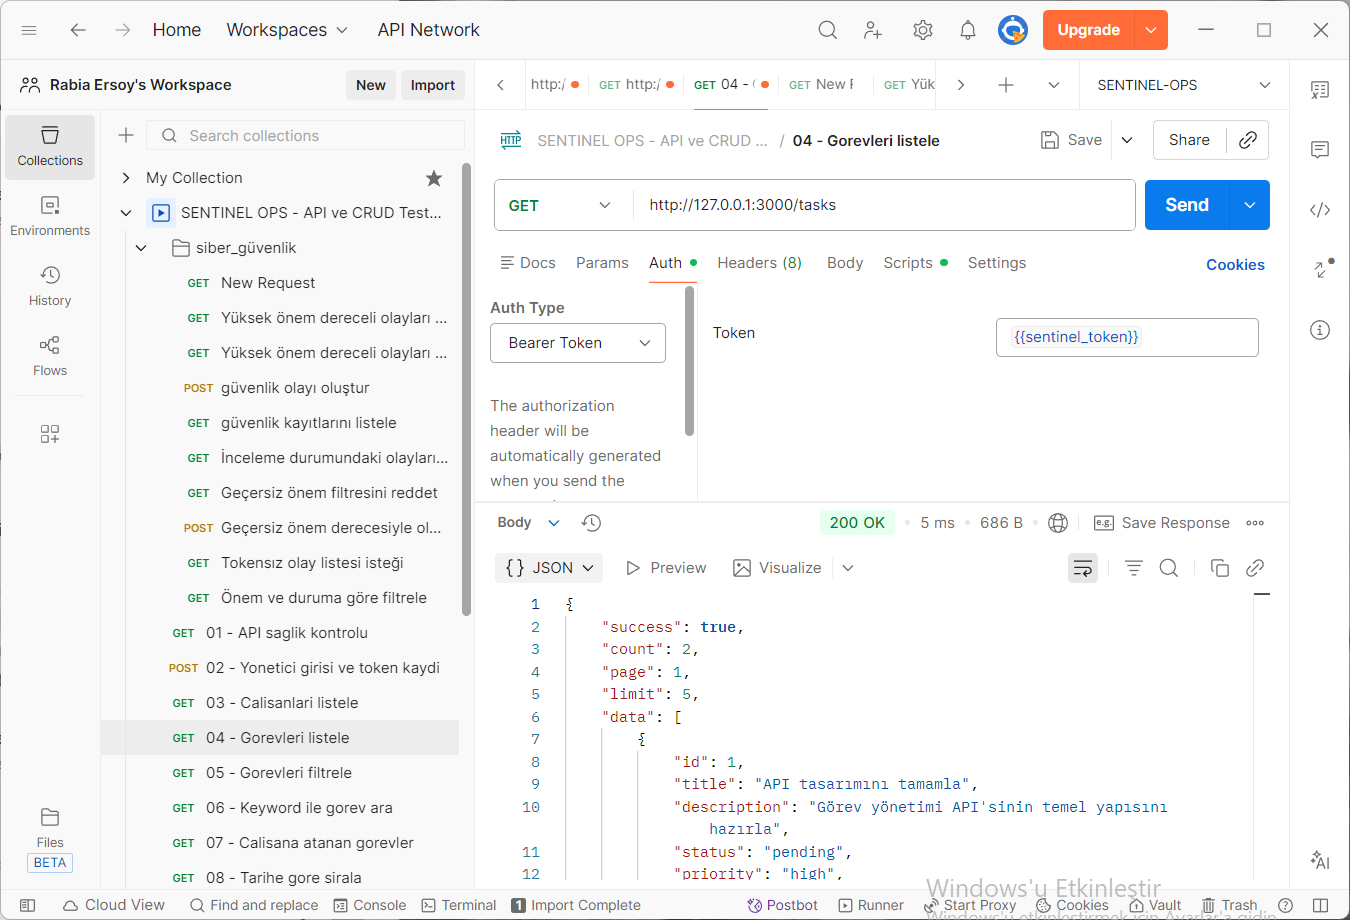 Home
Workspaces
API Network
Upgrade
Rabia Ersoy's Workspace
New
Import
http:/
GET http:/
GET 04 -
GET New
GET Yük
SENTINEL-OPS
Collections
Environments
History
Flows
Files
BETA
Search collections
My Collection
SENTINEL OPS - API ve CRUD Test...
siber_güvenlik
GET New Request
GET Yüksek önem dereceli olayları ...
GET Yüksek önem dereceli olayları ...
POST güvenlik olayı oluştur
GET güvenlik kayıtlarını listele
GET İnceleme durumundaki olayları...
GET Geçersiz önem filtresini reddet
POST Geçersiz önem derecesiyle ol...
GET Tokensız olay listesi isteği
GET Önem ve duruma göre filtrele
GET 01 - API saglik kontrolu
POST 02 - Yonetici girisi ve token kaydi
GET 03 - Calisanlari listele
GET 04 - Gorevleri listele
GET 05 - Gorevleri filtrele
GET 06 - Keyword ile gorev ara
GET 07 - Calisana atanan gorevler
GET 08 - Tarihe gore sirala
HTTP SENTINEL OPS - API ve CRUD ... / 04 - Gorevleri listele
Save
Share
GET http://127.0.0.1:3000/tasks
Send
Docs Params Auth Headers (8) Body Scripts Settings
Cookies
Auth Type
Bearer Token
The authorization
header will be
automatically generated
when you send the
Token
{{sentinel_token}}
Body
200 OK
5 ms
686 B
e.g. Save Response
{} JSON
Preview
Visualize
1 {
2 "success": true,
3 "count": 2,
4 "page": 1,
5 "limit": 5,
6 "data": [
7 {
8 "id": 1,
9 "title": "API tasarımını tamamla",
10 "description": "Görev yönetimi API'sinin temel yapısını
hazırla",
11 "status": "pending",
12 "priority": "high",
AI
Windows'u Etkinleştir
Cloud View
Find and replace
Console
Terminal
1 Import Complete
Postbot
Runner
Start Proxy
Cookies
Vault
Trash